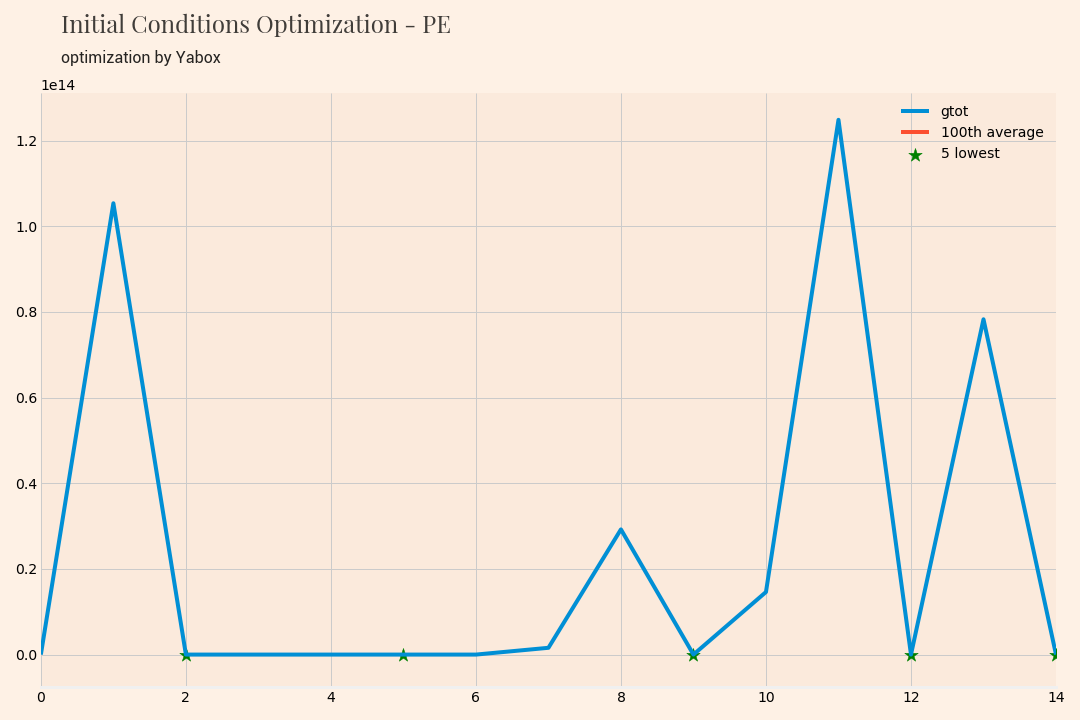 Initial Conditions Optimization - PE
optimization by Yabox
1e14
gtot
100th average
5 lowest
1.2
1.0
0.8
0.6
0.4
0.2
0.0
0 2 4 6 8 10 12 14